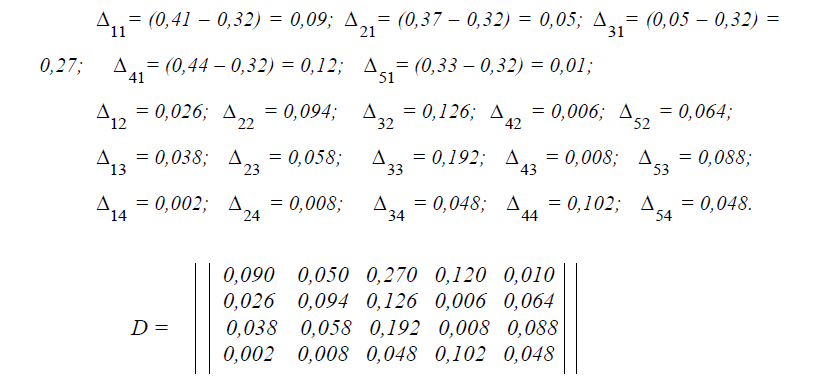 Δ₁₁= (0,41 – 0,32) = 0,09; Δ₂₁= (0,37 – 0,32) = 0,05; Δ₃₁= (0,05 – 0,32) =
0,27; Δ₄₁= (0,44 – 0,32) = 0,12; Δ₅₁= (0,33 – 0,32) = 0,01;
Δ₁₂ = 0,026; Δ₂₂ = 0,094; Δ₃₂ = 0,126; Δ₄₂ = 0,006; Δ₅₂ = 0,064;
Δ₁₃ = 0,038; Δ₂₃ = 0,058; Δ₃₃ = 0,192; Δ₄₃ = 0,008; Δ₅₃ = 0,088;
Δ₁₄ = 0,002; Δ₂₄ = 0,008; Δ₃₄ = 0,048; Δ₄₄ = 0,102; Δ₅₄ = 0,048.
0,090 0,050 0,270 0,120 0,010
0,026 0,094 0,126 0,006 0,064
D = 0,038 0,058 0,192 0,008 0,088
0,002 0,008 0,048 0,102 0,048